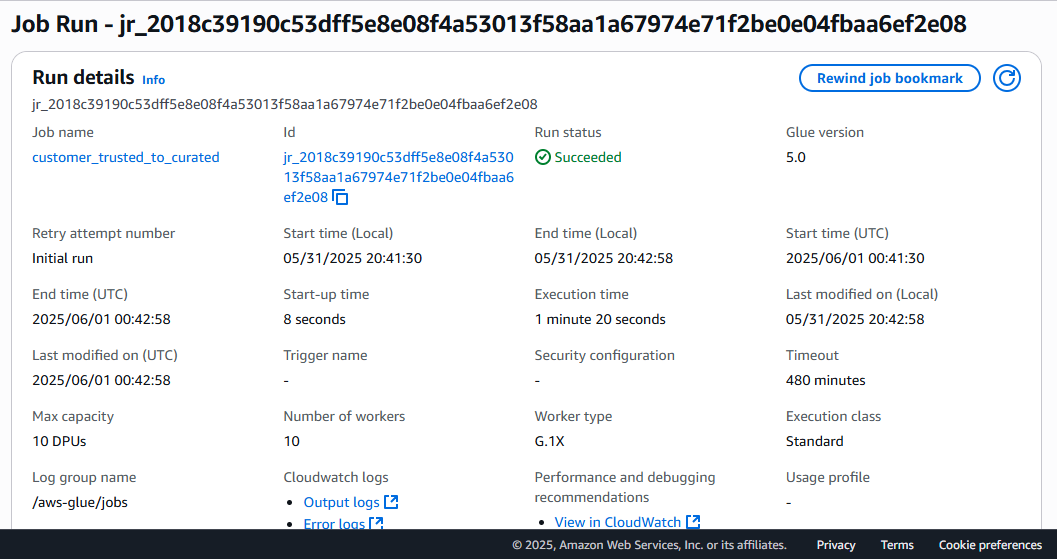 Job Run - jr_2018c39190c53dff5e8e08f4a53013f58aa1a67974e71f2be0e04fbaa6ef2e08
Run details Info
Rewind job bookmark
jr_2018c39190c53dff5e8e08f4a53013f58aa1a67974e71f2be0e04fbaa6ef2e08
Job name
customer_trusted_to_curated
Id
jr_2018c39190c53dff5e8e08f4a530
13f58aa1a67974e71f2be0e04fbaa6
ef2e08
Run status
Succeeded
Glue version
5.0
Retry attempt number
Initial run
Start time (Local)
05/31/2025 20:41:30
End time (Local)
05/31/2025 20:42:58
Start time (UTC)
2025/06/01 00:41:30
End time (UTC)
2025/06/01 00:42:58
Start-up time
8 seconds
Execution time
1 minute 20 seconds
Last modified on (Local)
05/31/2025 20:42:58
Last modified on (UTC)
2025/06/01 00:42:58
Trigger name
-
Security configuration
-
Timeout
480 minutes
Max capacity
10 DPUs
Number of workers
10
Worker type
G.1X
Execution class
Standard
Log group name
/aws-glue/jobs
Cloudwatch logs
• Output logs
• Error logs
Performance and debugging
recommendations
• View in CloudWatch
Usage profile
-
© 2025, Amazon Web Services, Inc. or its affiliates.
Privacy
Terms
Cookie preferences